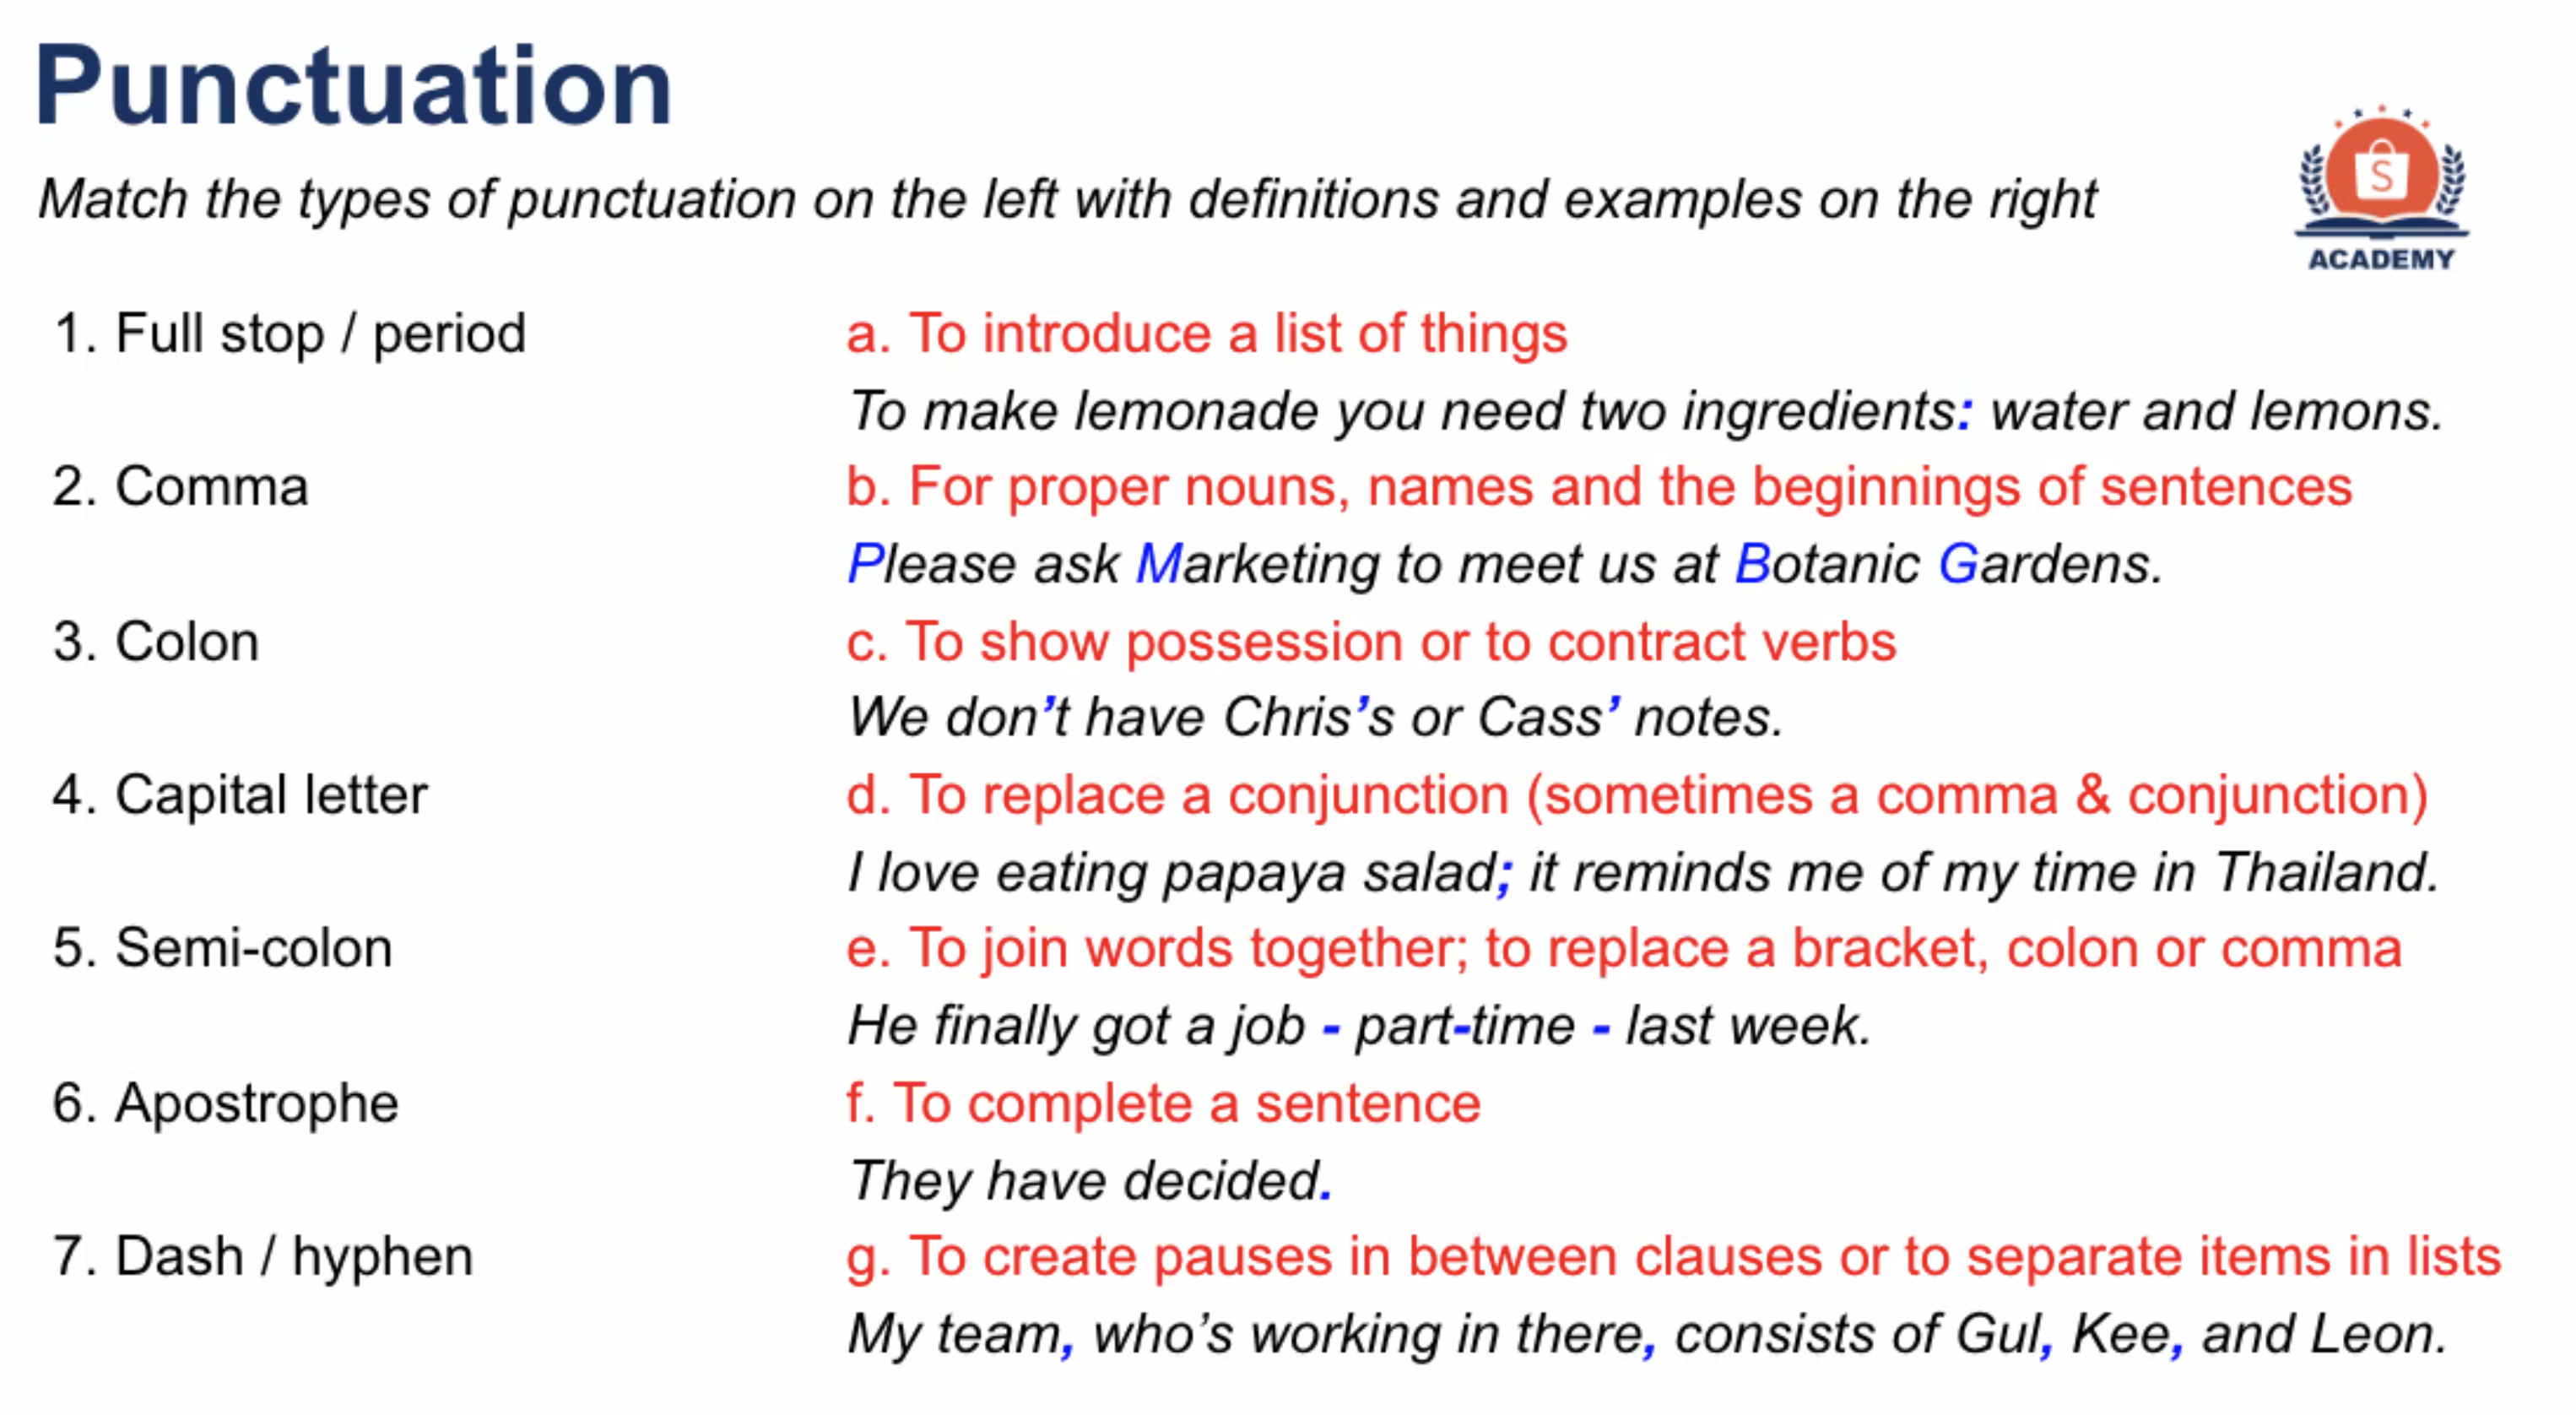 Punctuation
Match the types of punctuation on the left with definitions and examples on the right
S
ACADEMY
1. Full stop / period
a. To introduce a list of things
To make lemonade you need two ingredients: water and lemons.
2. Comma
b. For proper nouns, names and the beginnings of sentences
Please ask Marketing to meet us at Botanic Gardens.
3. Colon
c. To show possession or to contract verbs
We don’t have Chris’s or Cass’ notes.
4. Capital letter
d. To replace a conjunction (sometimes a comma & conjunction)
I love eating papaya salad; it reminds me of my time in Thailand.
5. Semi-colon
e. To join words together; to replace a bracket, colon or comma
He finally got a job - part-time - last week.
6. Apostrophe
f. To complete a sentence
They have decided.
7. Dash / hyphen
g. To create pauses in between clauses or to separate items in lists
My team, who’s working in there, consists of Gul, Kee, and Leon.